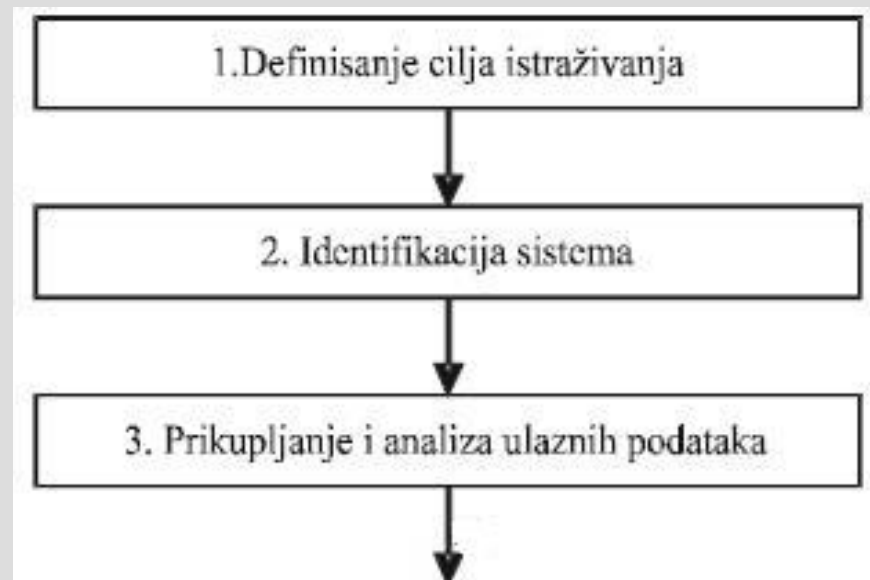 1.Definisanje cilja istraživanja
2. Identifikacija sistema
3. Prikupljanje i analiza ulaznih podataka